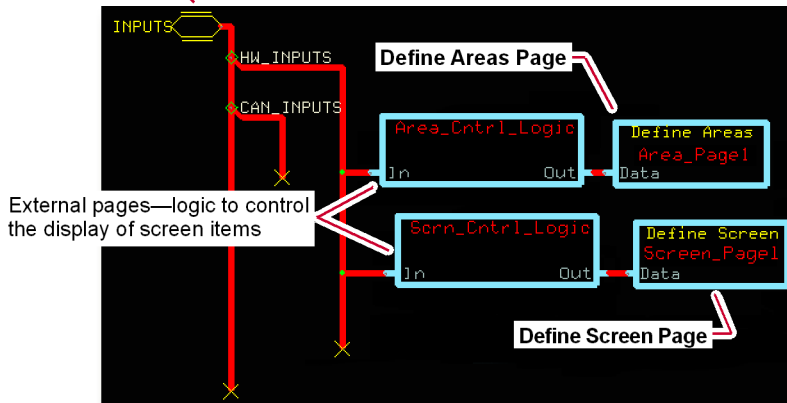 INPUTS
HW_INPUTS
Define Areas Page
CAN_INPUTS
Area_Cntrl_Logic
In
Out
Define Areas
Area_Page1
Data
External pages—logic to control
the display of screen items
Scrn_Cntrl_Logic
In
Out
Define Screen
Screen_Page1
Data
Define Screen Page